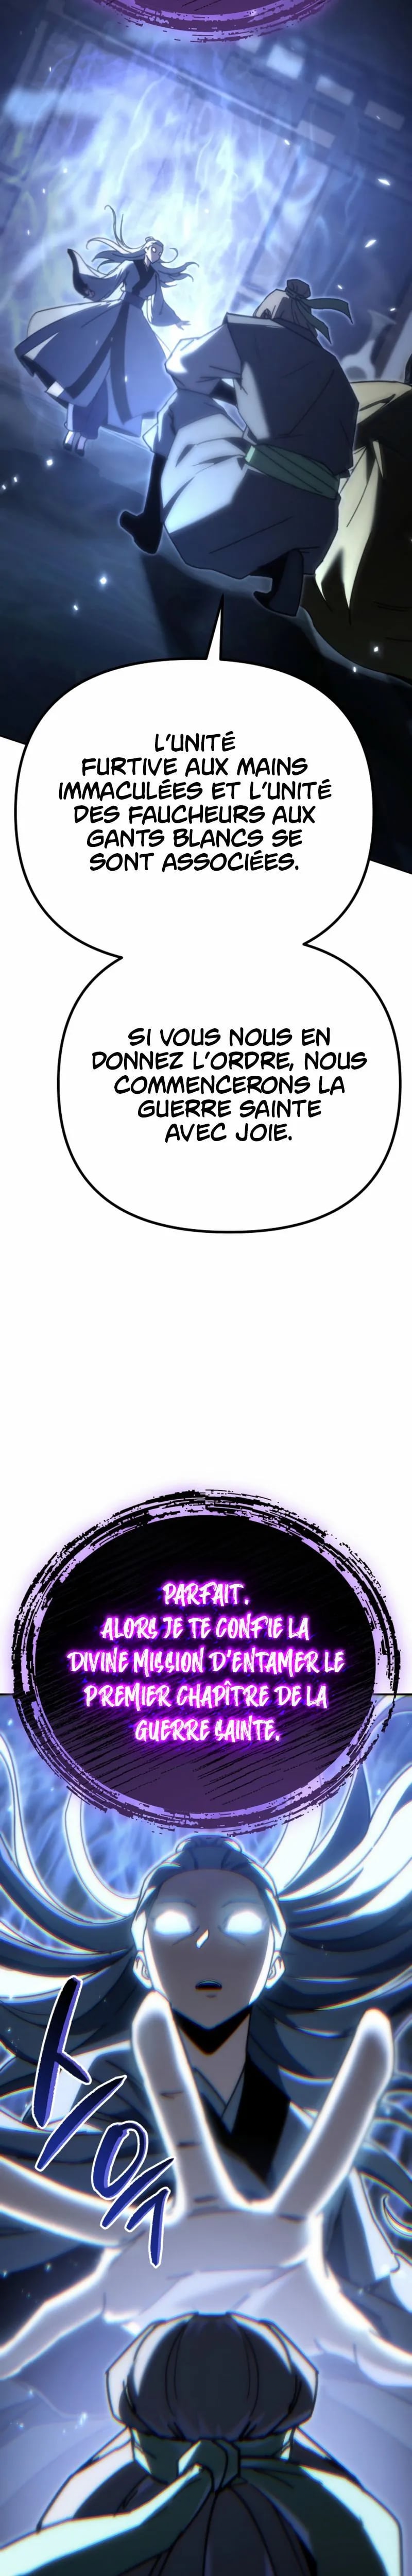 L'UNITÉ
FURTIVE AUX MAINS
IMMACULÉES ET L'UNITÉ
DES FAUCHEURS AUX
GANTS BLANCS SE
SONT ASSOCIÉES.
SI VOUS NOUS EN
DONNEZ L'ORDRE, NOUS
COMMENCERONS LA
GUERRE SAINTE
AVEC JOIE.
PARFAIT.
ALORS JE TE CONFIE LA
DIVINE MISSION D'ENTAMER LE
PREMIER CHAPÎTRE DE LA
GUERRE SAINTE.